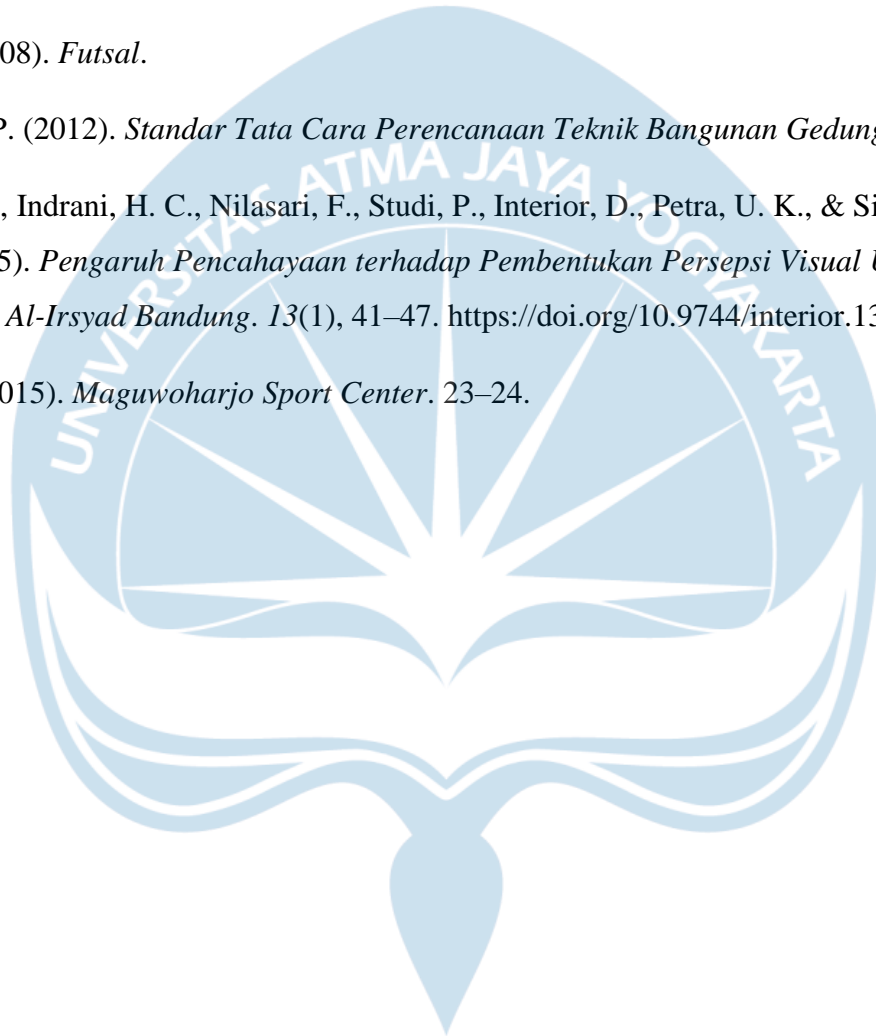 08). Futsal.
P. (2012). Standar Tata Cara Perencanaan Teknik Bangunan Gedung
, Indrani, H. C., Nilasari, F., Studi, P., Interior, D., Petra, U. K., & Si
5). Pengaruh Pencahayaan terhadap Pembentukan Persepsi Visual U
Al-Irsyad Bandung. 13(1), 41–47. https://doi.org/10.9744/interior.13
015). Maguwoharjo Sport Center. 23–24.
UNIVERSITAS ATMA JAYA YOGYAKARTA